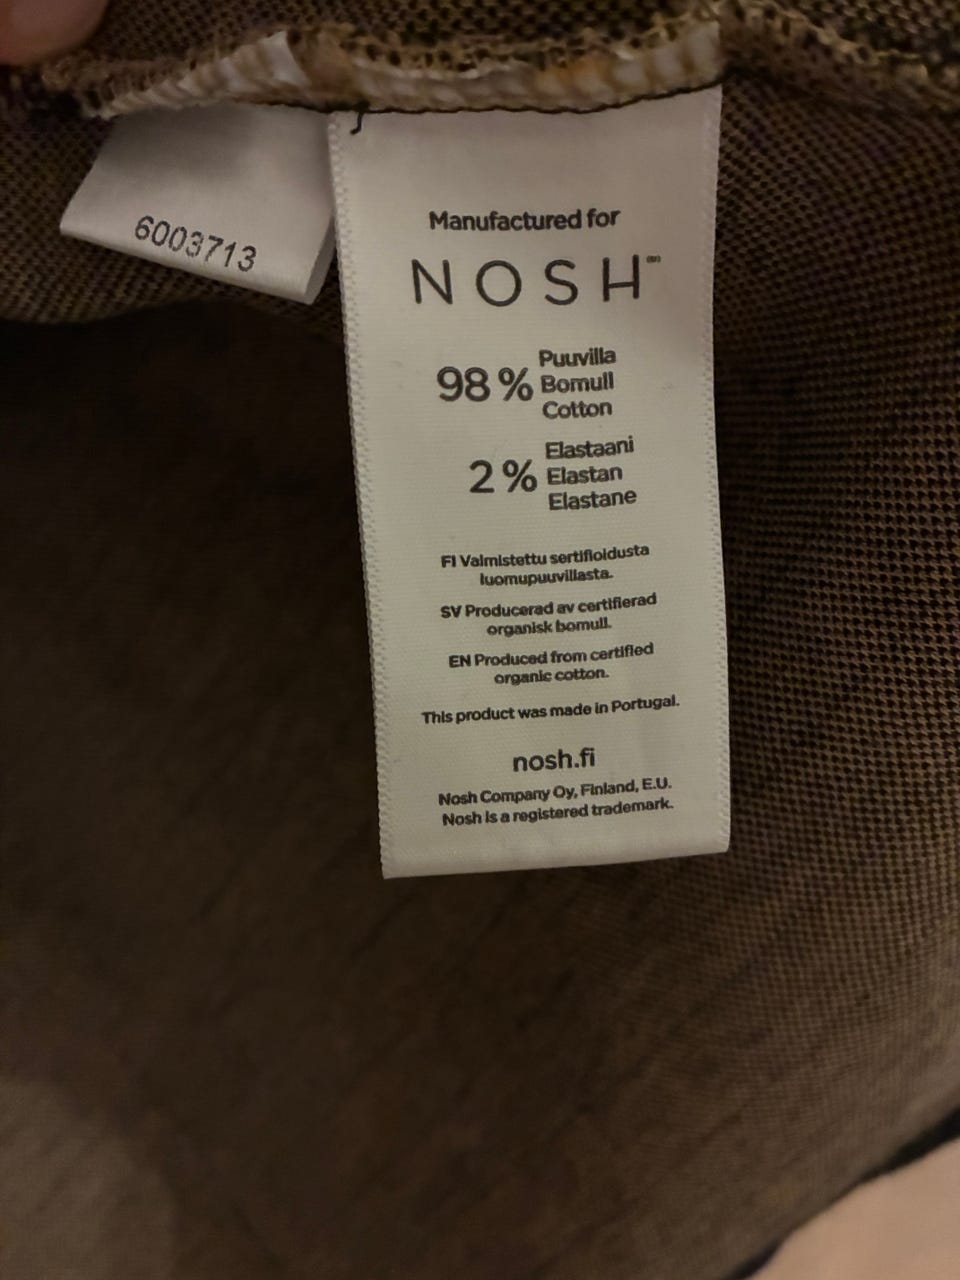 6003713
Manufactured for
NOSH
98 % Puuvilla
Bomull
Cotton
2 % Elastaani
Elastan
Elastane
FI Valmistettu sertifioidusta
luomupuuvillasta.
SV Producerad av certifierad
organisk bomull.
EN Produced from certified
organic cotton.
This product was made in Portugal.
nosh.fi
Nosh Company Oy, Finland, E.U.
Nosh is a registered trademark.